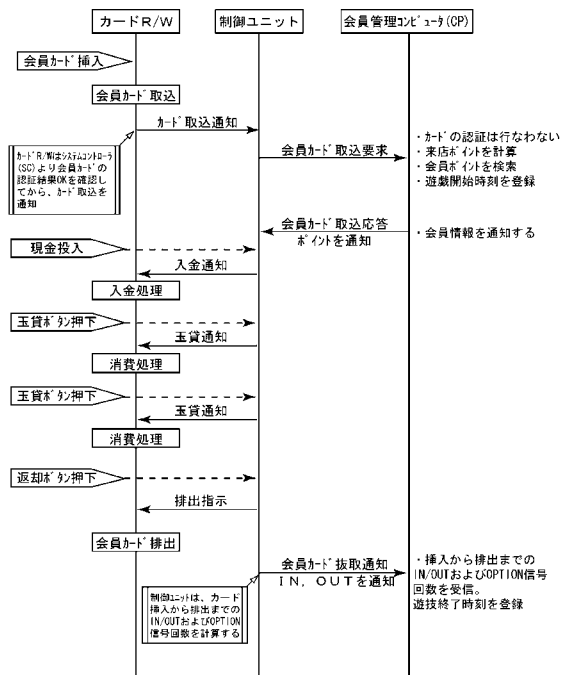 カードR/W
制御ユニット
会員管理ｺﾝﾋﾟｭｰﾀ(CP)
会員ｶｰﾄﾞ挿入
会員ｶｰﾄﾞ取込
ｶｰﾄﾞ取込通知
ｶｰﾄﾞR/Wはｼｽﾃﾑｺﾝﾄﾛｰﾗ
(SC)より会員ｶｰﾄﾞの
認証結果OKを確認し
てから、ｶｰﾄﾞ取込を
通知
会員カード取込要求
・カードの認証は行なわない
・来店ポイントを計算
・会員ポイントを検索
・遊戯開始時刻を登録
会員カード取込応答
ポイントを通知
・会員情報を通知する
現金投入
入金通知
入金処理
玉貸ﾎﾞﾀﾝ押下
玉貸通知
消費処理
玉貸ﾎﾞﾀﾝ押下
玉貸通知
消費処理
返却ﾎﾞﾀﾝ押下
排出指示
会員ｶｰﾄﾞ排出
会員カード抜取通知
IN，OUTを通知
・挿入から排出までの
IN/OUTおよびOPTION信号
回数を受信。
遊技終了時刻を登録
制御ﾕﾆｯﾄは、カード
挿入から排出までの
IN/OUTおよびOPTION
信号回数を計算する